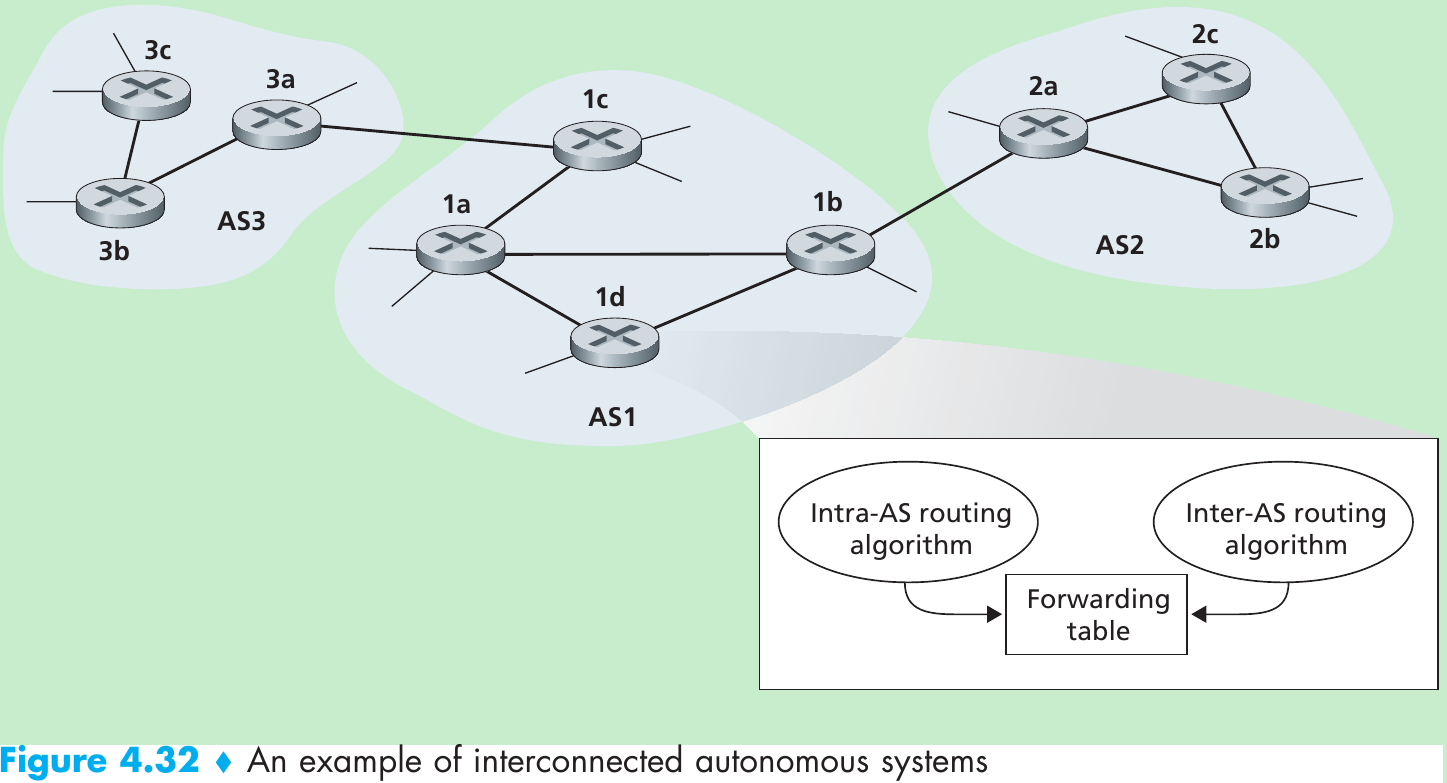 3c
3a
3b
AS3
1c
1a
1b
1d
AS1
2c
2a
2b
AS2
Intra-AS routing
algorithm
Inter-AS routing
algorithm
Forwarding
table
Figure 4.32 ♦ An example of interconnected autonomous systems